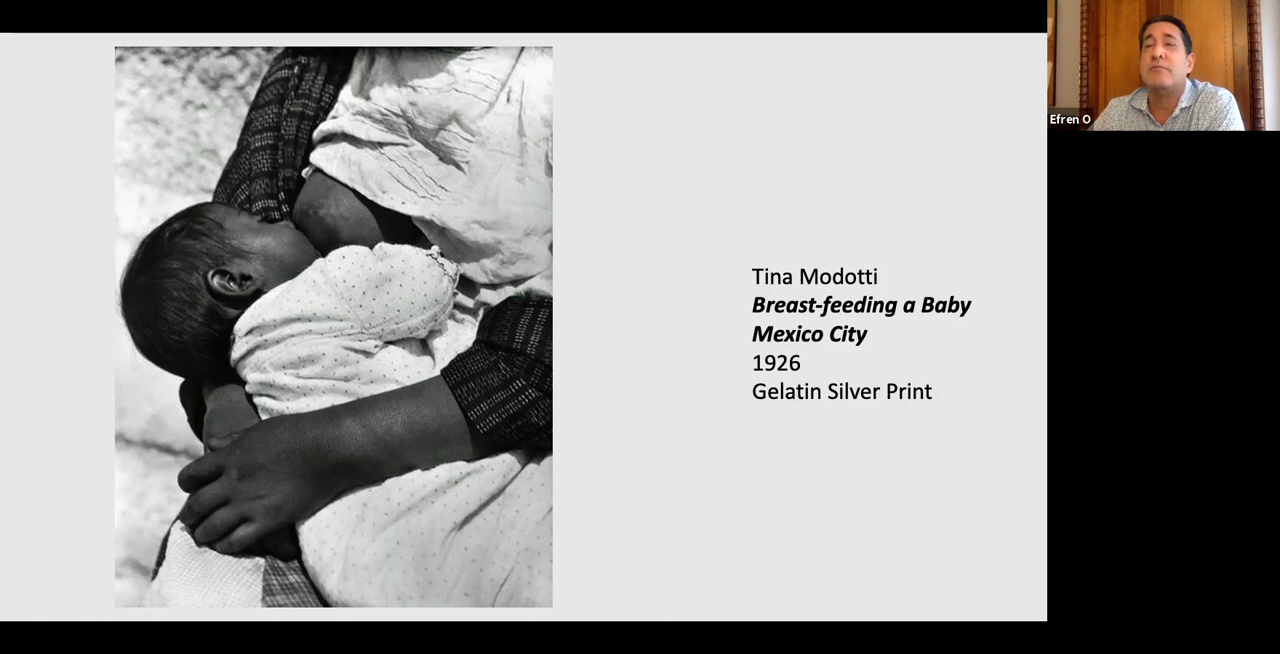 Efren O
Tina Modotti
Breast-feeding a Baby
Mexico City
1926
Gelatin Silver Print